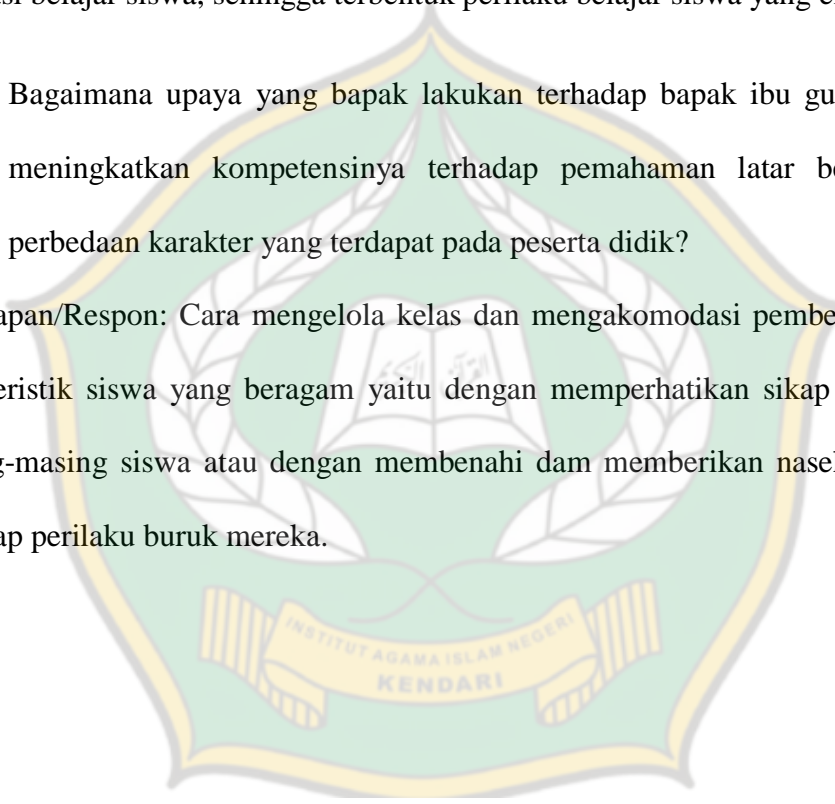 si belajar siswa, sehingga terbentuk perilaku belajar siswa yang
Bagaimana upaya yang bapak lakukan terhadap bapak ibu gu
meningkatkan kompetensinya terhadap pemahaman latar be
perbedaan karakter yang terdapat pada peserta didik?
apan/Respon: Cara mengelola kelas dan mengakomodasi pembe
eristik siswa yang beragam yaitu dengan memperhatikan sikap
g-masing siswa atau dengan membenahi dam memberikan naseh
ap perilaku buruk mereka.
INSTITUT AGAMA ISLAM NEGERI
KENDARI